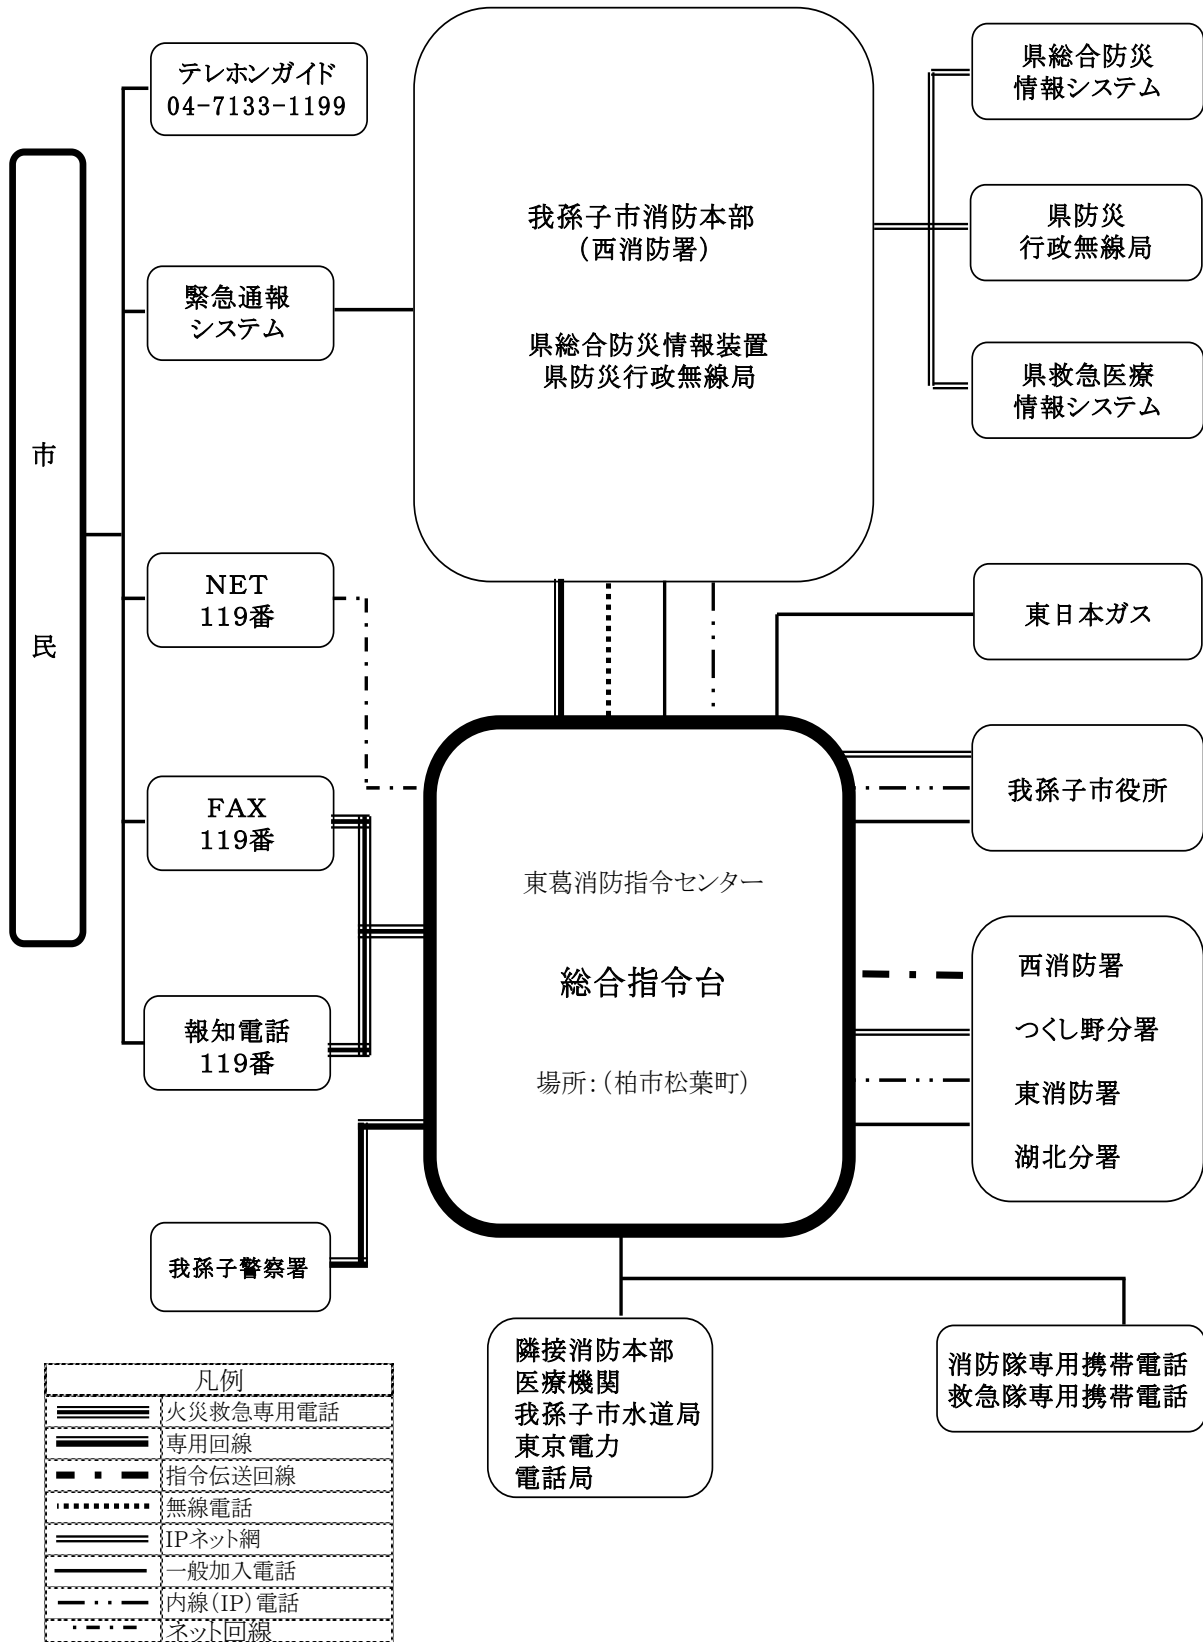 テレホンガイド
04-7133-1199
市
民
緊急通報
システム
NET
119番
FAX
119番
報知電話
119番
我孫子警察署
我孫子市消防本部
(西消防署)
県総合防災情報装置
県防災行政無線局
東葛消防指令センター
総合指令台
場所:(柏市松葉町)
県総合防災
情報システム
県防災
行政無線局
県救急医療
情報システム
東日本ガス
我孫子市役所
西消防署
つくし野分署
東消防署
湖北分署
隣接消防本部
医療機関
我孫子市水道局
東京電力
電話局
消防隊専用携帯電話
救急隊専用携帯電話
凡例
火災救急専用電話
専用回線
指令伝送回線
無線電話
IPネット網
一般加入電話
内線(IP)電話
ネット回線